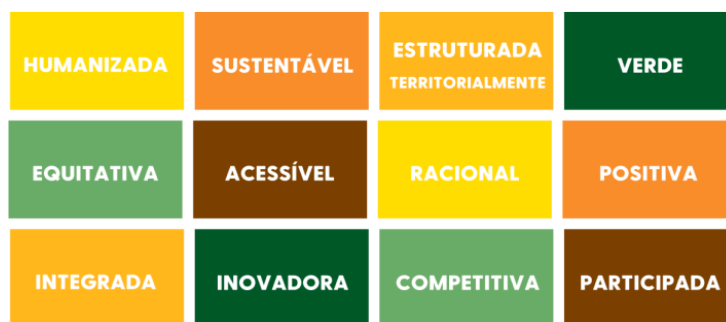 HUMANIZADA
SUSTENTÁVEL
ESTRUTURADA
TERRITORIALMENTE
VERDE
EQUITATIVA
ACESSÍVEL
RACIONAL
POSITIVA
INTEGRADA
INOVADORA
COMPETITIVA
PARTICIPADA